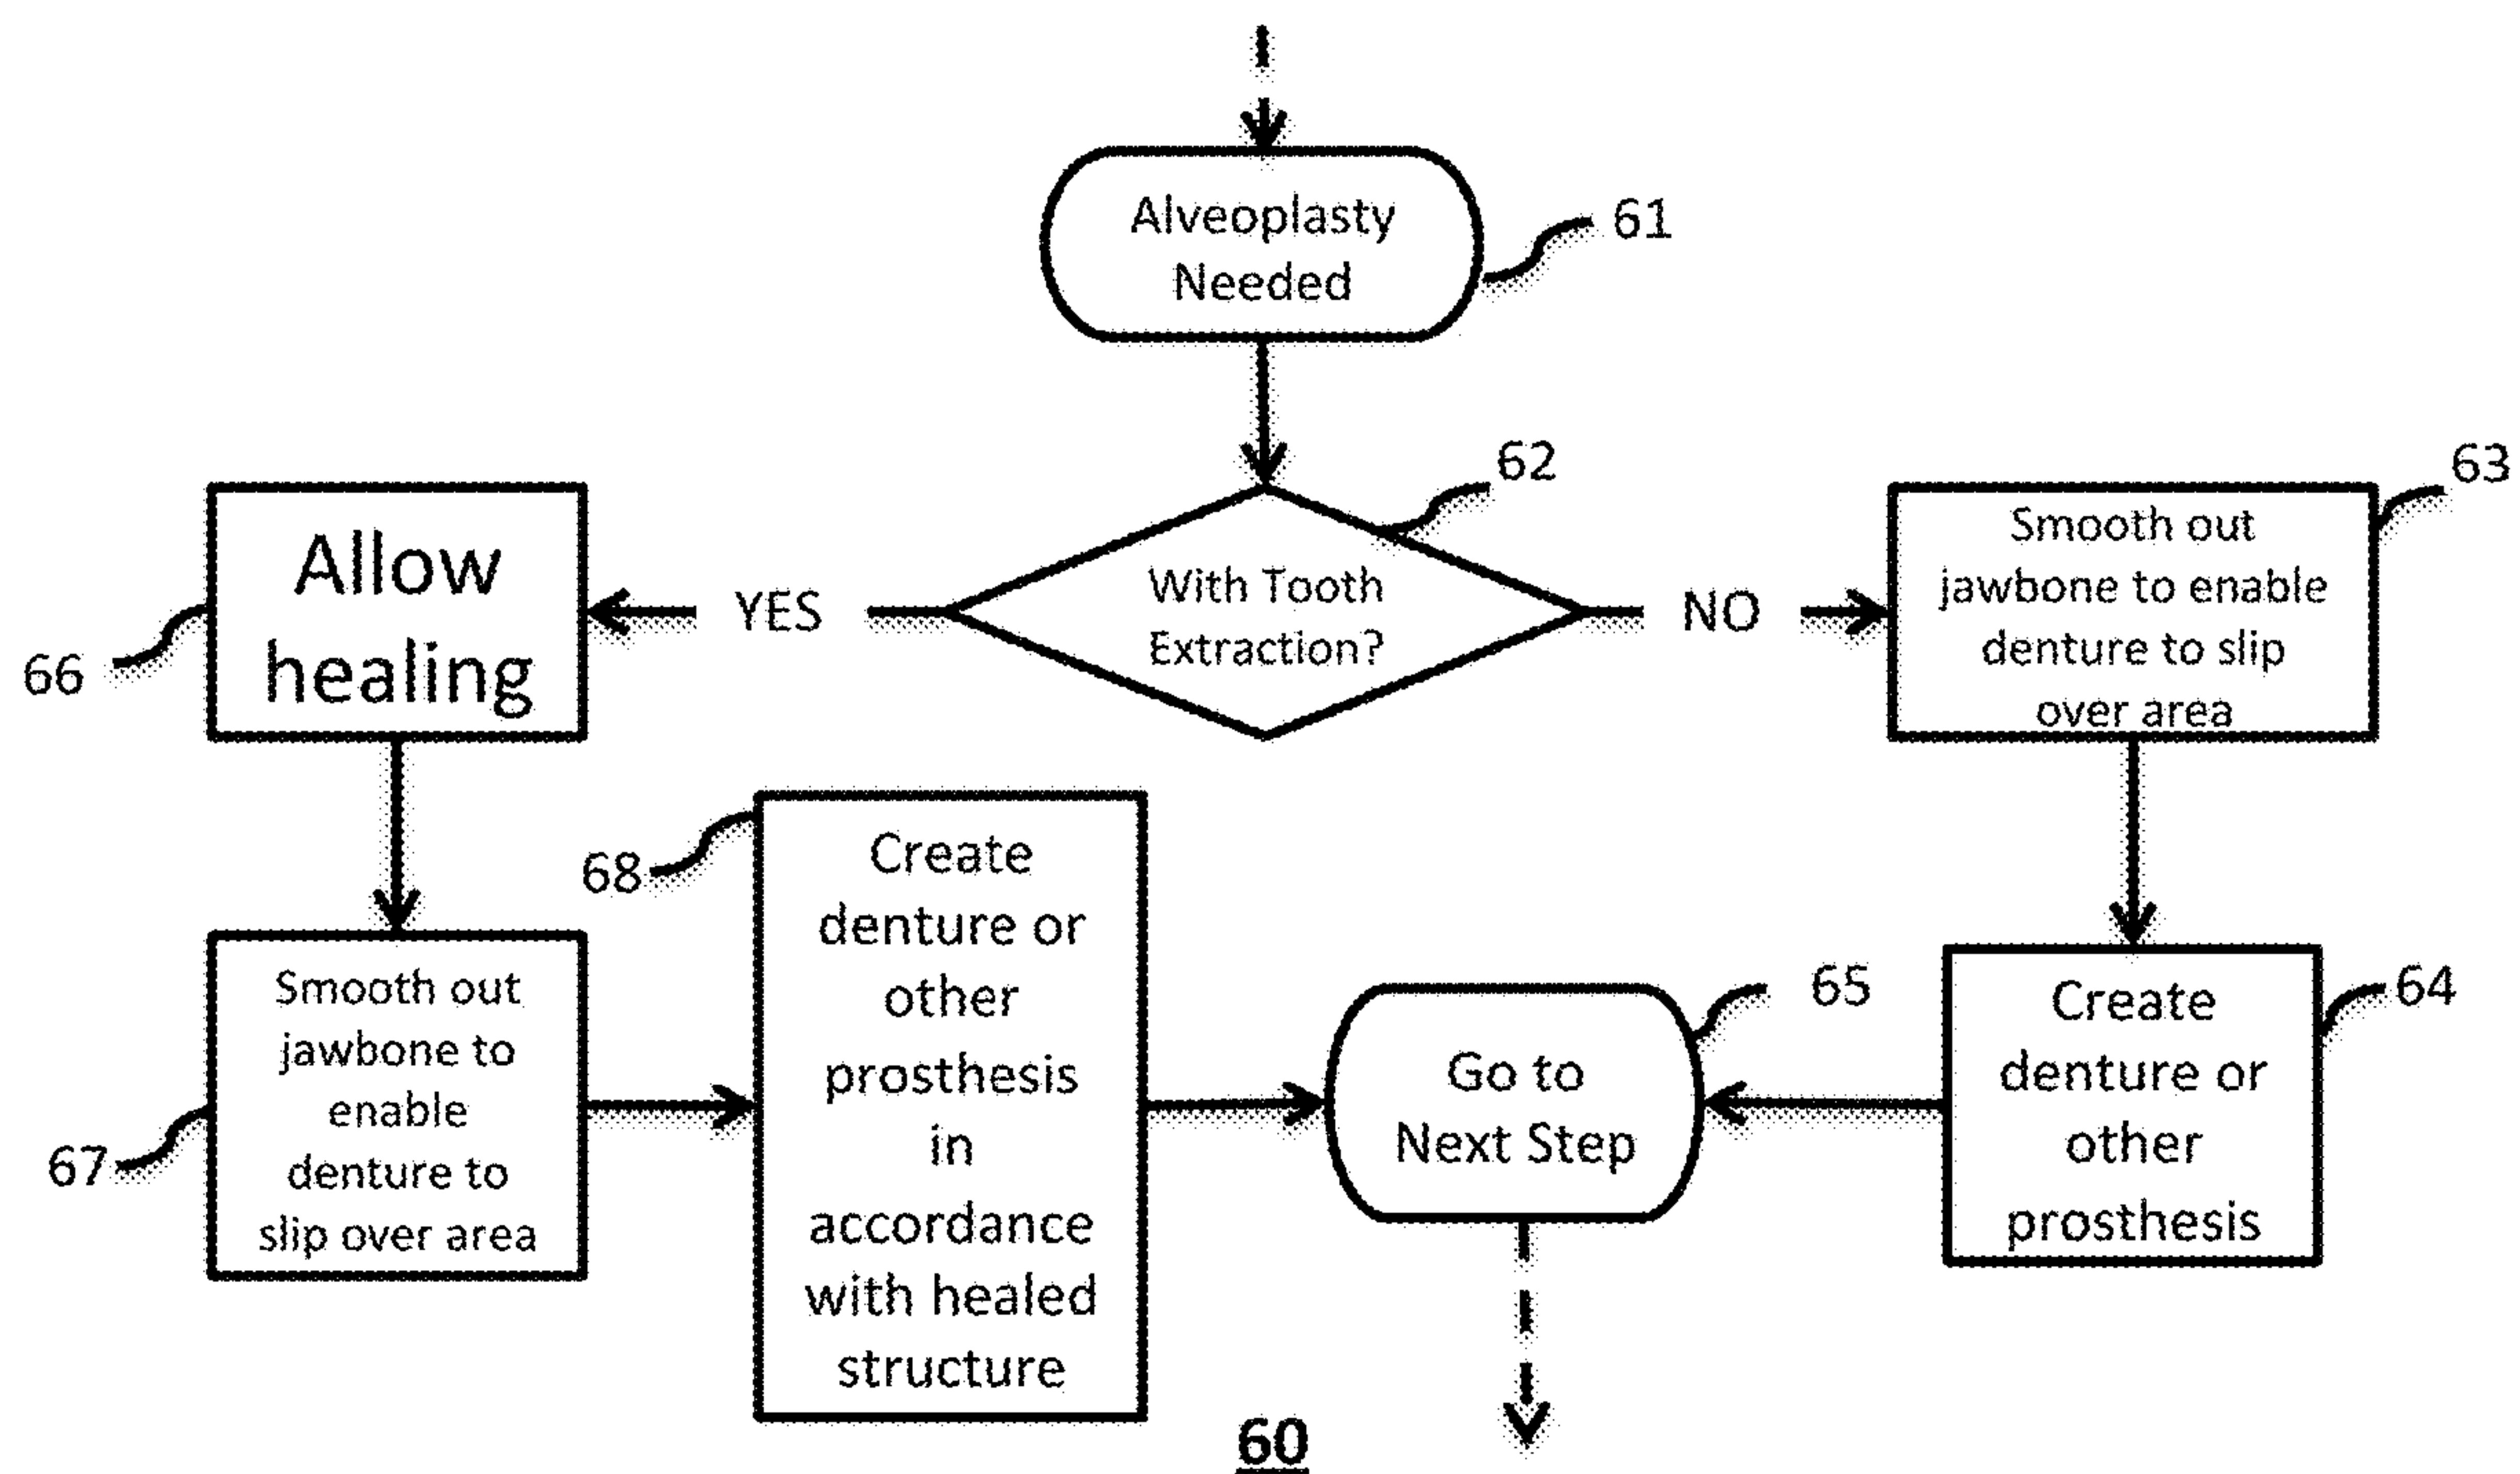 Alveoplasty
Needed
61
62
With Tooth
Extraction?
YES
NO
63
Smooth out
jawbone to enable
denture to slip
over area
Allow
healing
66
68
Create
denture or
other
prosthesis
in
accordance
with healed
structure
Smooth out
jawbone to
enable
denture to
slip over area
67
65
Go to
Next Step
64
Create
denture or
other
prosthesis
60